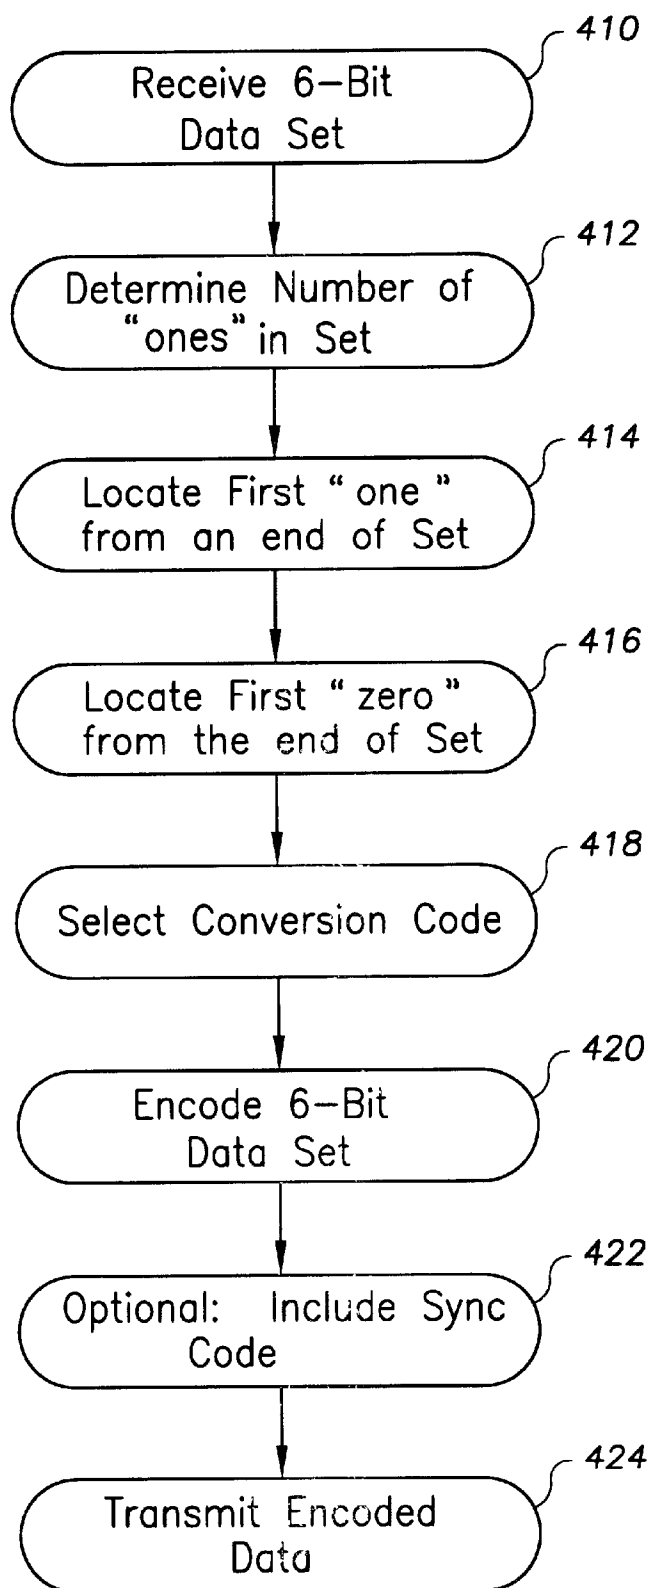 410
Receive 6-Bit
Data Set
412
Determine Number of
"ones" in Set
414
Locate First "one"
from an end of Set
416
Locate First "zero"
from the end of Set
418
Select Conversion Code
420
Encode 6-Bit
Data Set
422
Optional: Include Sync
Code
424
Transmit Encoded
Data